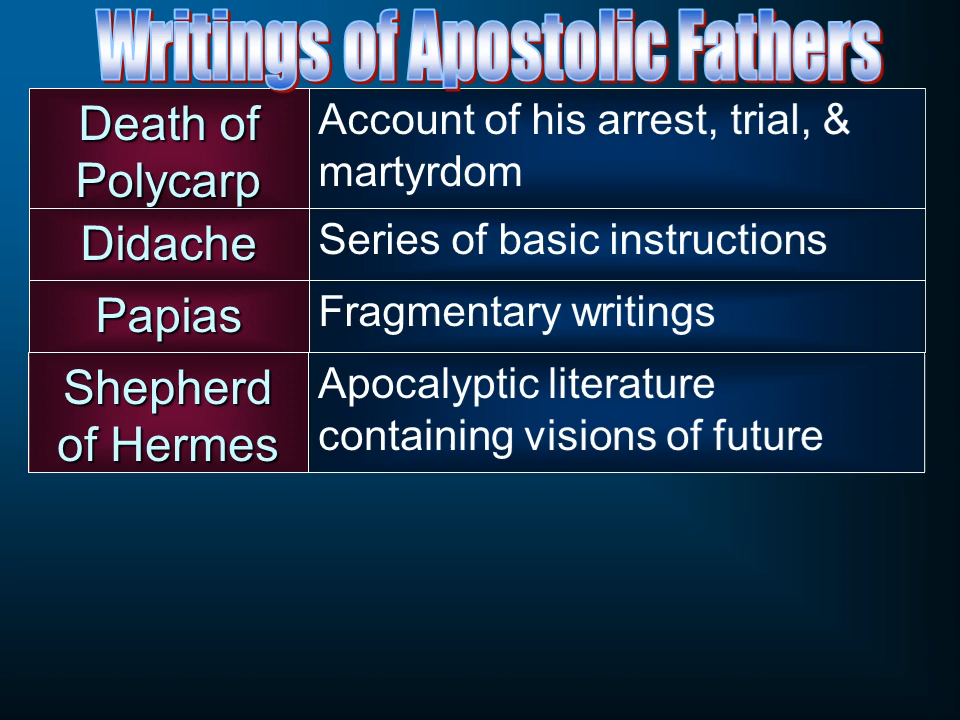 Writings of Apostolic Fathers
Death of
Polycarp
Account of his arrest, trial, &
martyrdom
Didache
Series of basic instructions
Papias
Fragmentary writings
Shepherd
of Hermes
Apocalyptic literature
containing visions of future